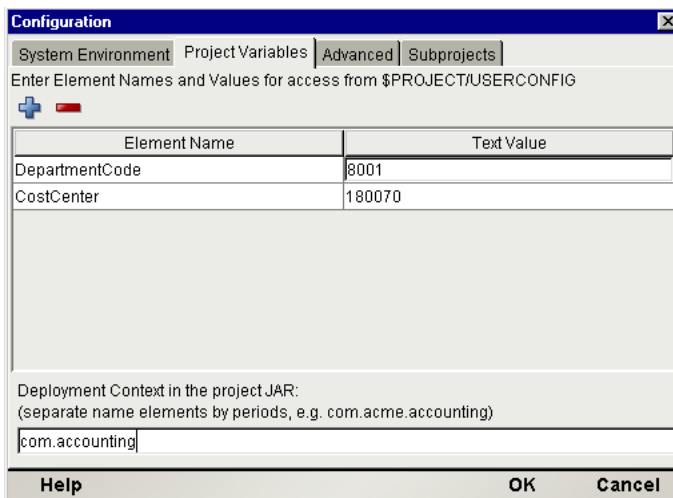 Configuration
System Environment Project Variables Advanced Subprojects
Enter Element Names and Values for access from $PROJECT/USERCONFIG
Element Name Text Value
DepartmentCode 8001
CostCenter 180070
Deployment Context in the project JAR:
(separate name elements by periods, e.g. com.acme.accounting)
com.accounting
Help OK Cancel